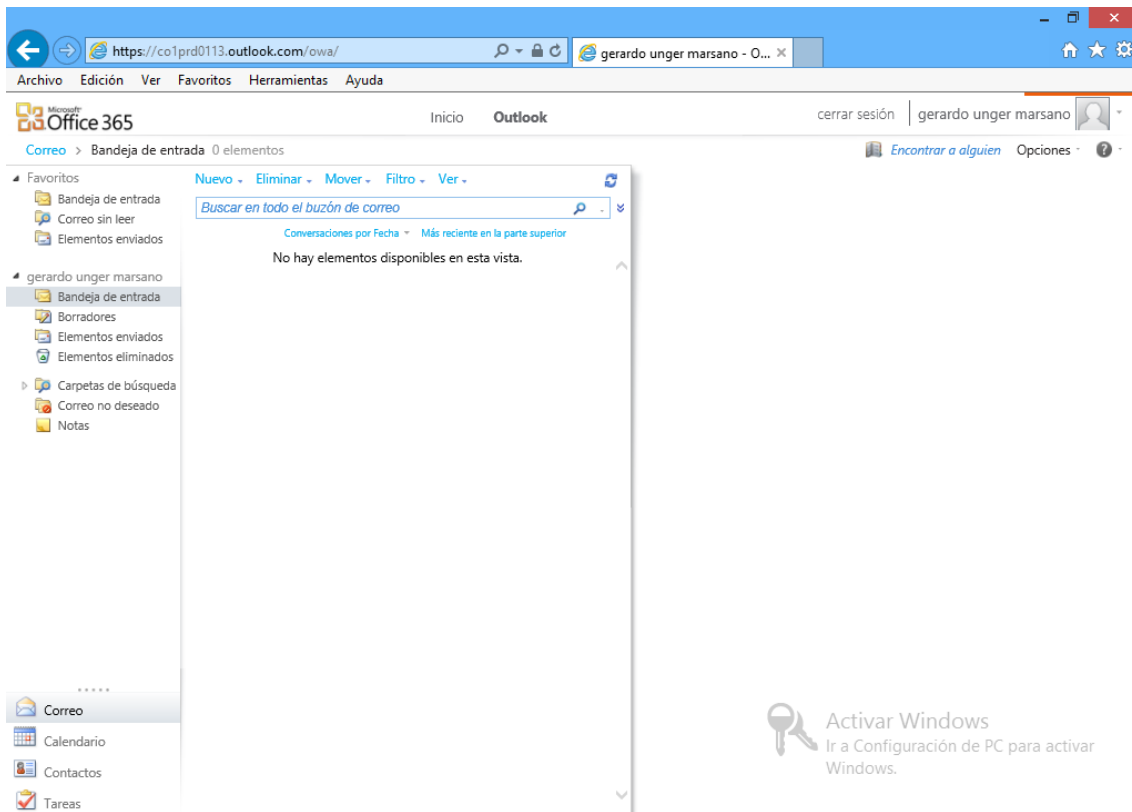 https://co1prd0113.outlook.com/owa/
gerardo unger marsano - O...
Archivo Edición Ver Favoritos Herramientas Ayuda
Microsoft
Office 365
Inicio Outlook
cerrar sesión gerardo unger marsano
Correo > Bandeja de entrada 0 elementos
Encontrar a alguien Opciones
Favoritos
Bandeja de entrada
Correo sin leer
Elementos enviados
gerardo unger marsano
Bandeja de entrada
Borradores
Elementos enviados
Elementos eliminados
Carpetas de búsqueda
Correo no deseado
Notas
Nuevo Eliminar Mover Filtro Ver
Buscar en todo el buzón de correo
Conversaciones por Fecha Más reciente en la parte superior
No hay elementos disponibles en esta vista.
Correo
Calendario
Contactos
Tareas
Activar Windows
Ir a Configuración de PC para activar
Windows.